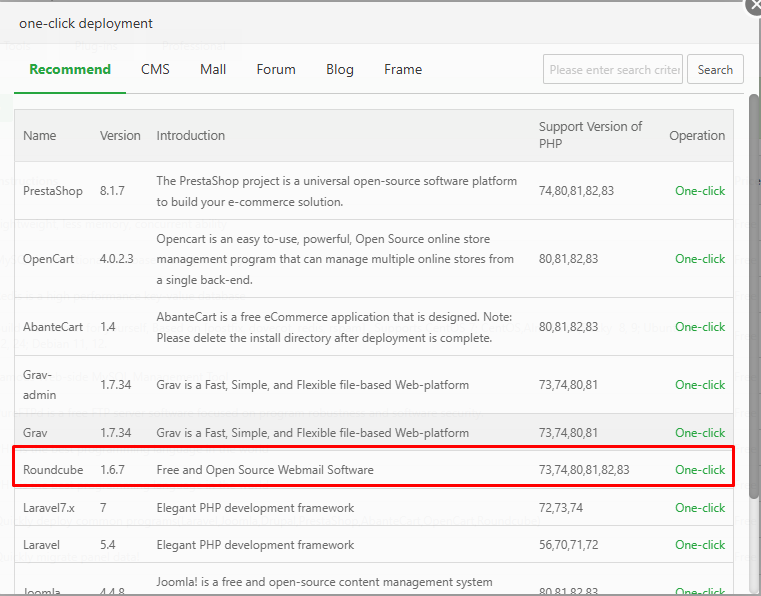 one-click deployment
Recommend CMS Mall Forum Blog Frame Please enter search criter Search
Name Version Introduction Support Version of PHP Operation
PrestaShop 8.1.7 The PrestaShop project is a universal open-source software platform
to build your e-commerce solution. 74,80,81,82,83 One-click
OpenCart 4.0.2.3 Opencart is an easy to-use, powerful, Open Source online store
management program that can manage multiple online stores from
a single back-end. 80,81,82,83 One-click
AbanteCart 1.4 AbanteCart is a free eCommerce application that is designed. Note:
Please delete the install directory after deployment is complete. 80,81,82,83 One-click
Grav-
admin 1.7.34 Grav is a Fast, Simple, and Flexible file-based Web-platform 73,74,80,81 One-click
Grav 1.7.34 Grav is a Fast, Simple, and Flexible file-based Web-platform 73,74,80,81 One-click
Roundcube 1.6.7 Free and Open Source Webmail Software 73,74,80,81,82,83 One-click
Laravel7.x 7 Elegant PHP development framework 72,73,74 One-click
Laravel 5.4 Elegant PHP development framework 56,70,71,72 One-click
Joomla! is a free and open-source content management system
Joomla 4.4.8 80,81,82,83 One-click